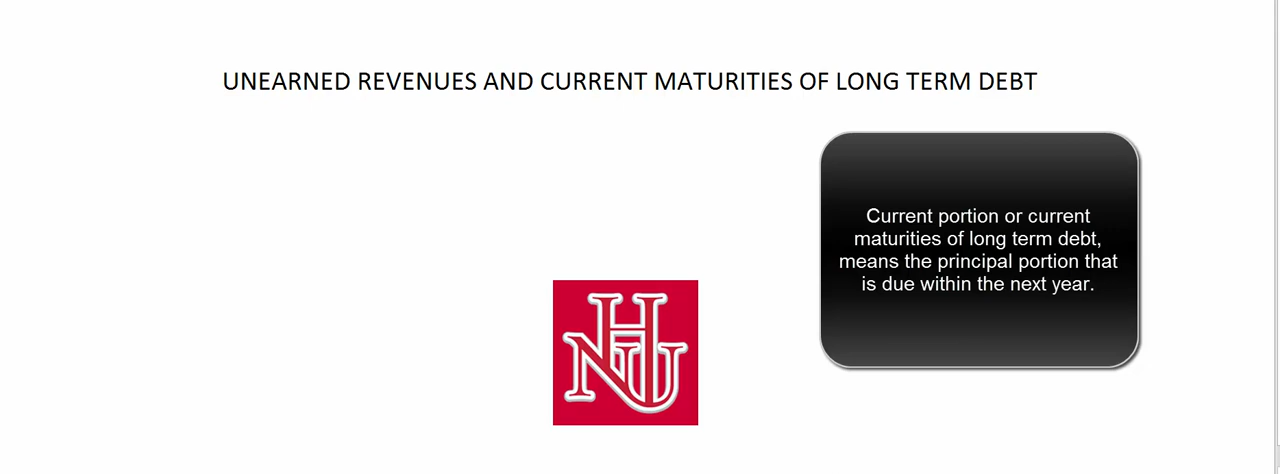 UNEARNED REVENUES AND CURRENT MATURITIES OF LONG TERM DEBT
Current portion or current
maturities of long term debt,
means the principal portion that
is due within the next year.
HNU